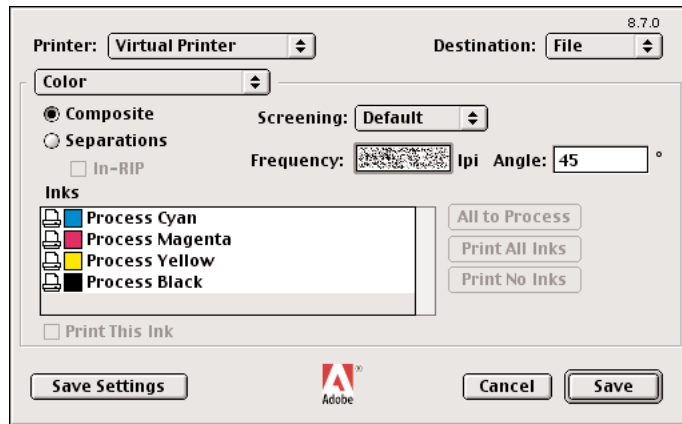 8.7.0
Printer: Virtual Printer Destination: File
Color
Composite Screening: Default
Separations
In-RIP Frequency: lpi Angle: 45 °
Inks
Process Cyan All to Process
Process Magenta
Process Yellow Print All Inks
Process Black Print No Inks
Print This Ink
Save Settings Adobe ® Cancel Save